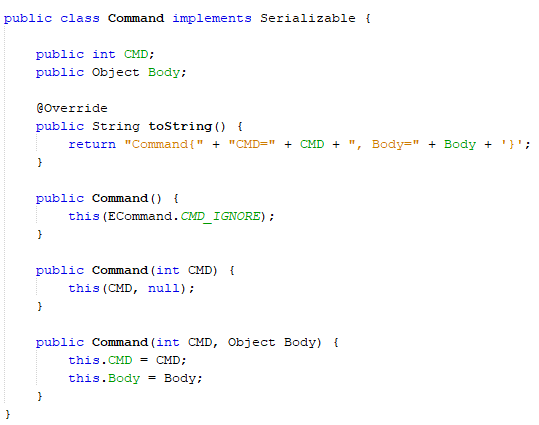 public class Command implements Serializable {
public int CMD;
public Object Body;
@Override
public String toString() {
return "Command{" + "CMD=" + CMD + ", Body=" + Body + '}';
}
public Command() {
this(ECommand.CMD_IGNORE);
}
public Command(int CMD) {
this(CMD, null);
}
public Command(int CMD, Object Body) {
this.CMD = CMD;
this.Body = Body;
}
}